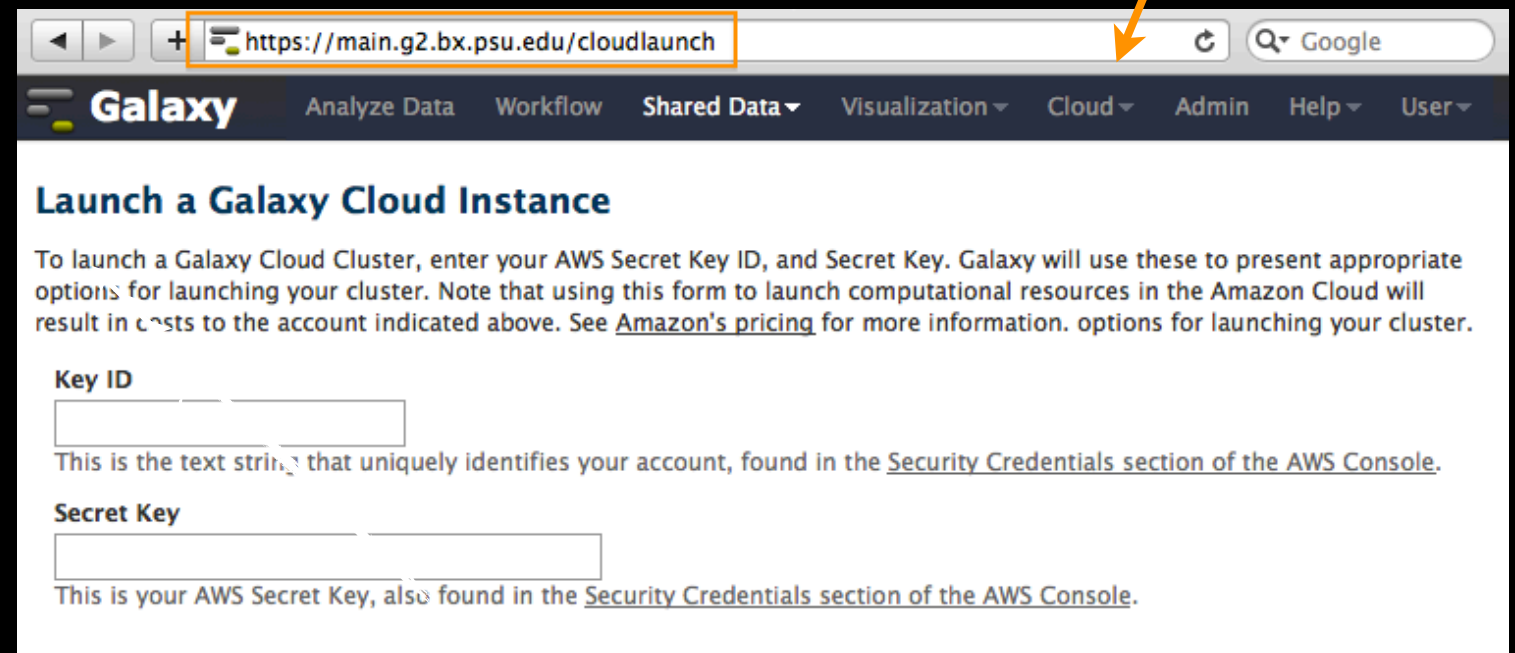 https://main.g2.bx.psu.edu/cloudlaunch
Google
Galaxy Analyze Data Workflow Shared Data Visualization Cloud Admin Help User
Launch a Galaxy Cloud Instance
To launch a Galaxy Cloud Cluster, enter your AWS Secret Key ID, and Secret Key. Galaxy will use these to present appropriate
options for launching your cluster. Note that using this form to launch computational resources in the Amazon Cloud will
result in costs to the account indicated above. See Amazon's pricing for more information. options for launching your cluster.
Key ID
This is the text string that uniquely identifies your account, found in the Security Credentials section of the AWS Console.
Secret Key
This is your AWS Secret Key, also found in the Security Credentials section of the AWS Console.